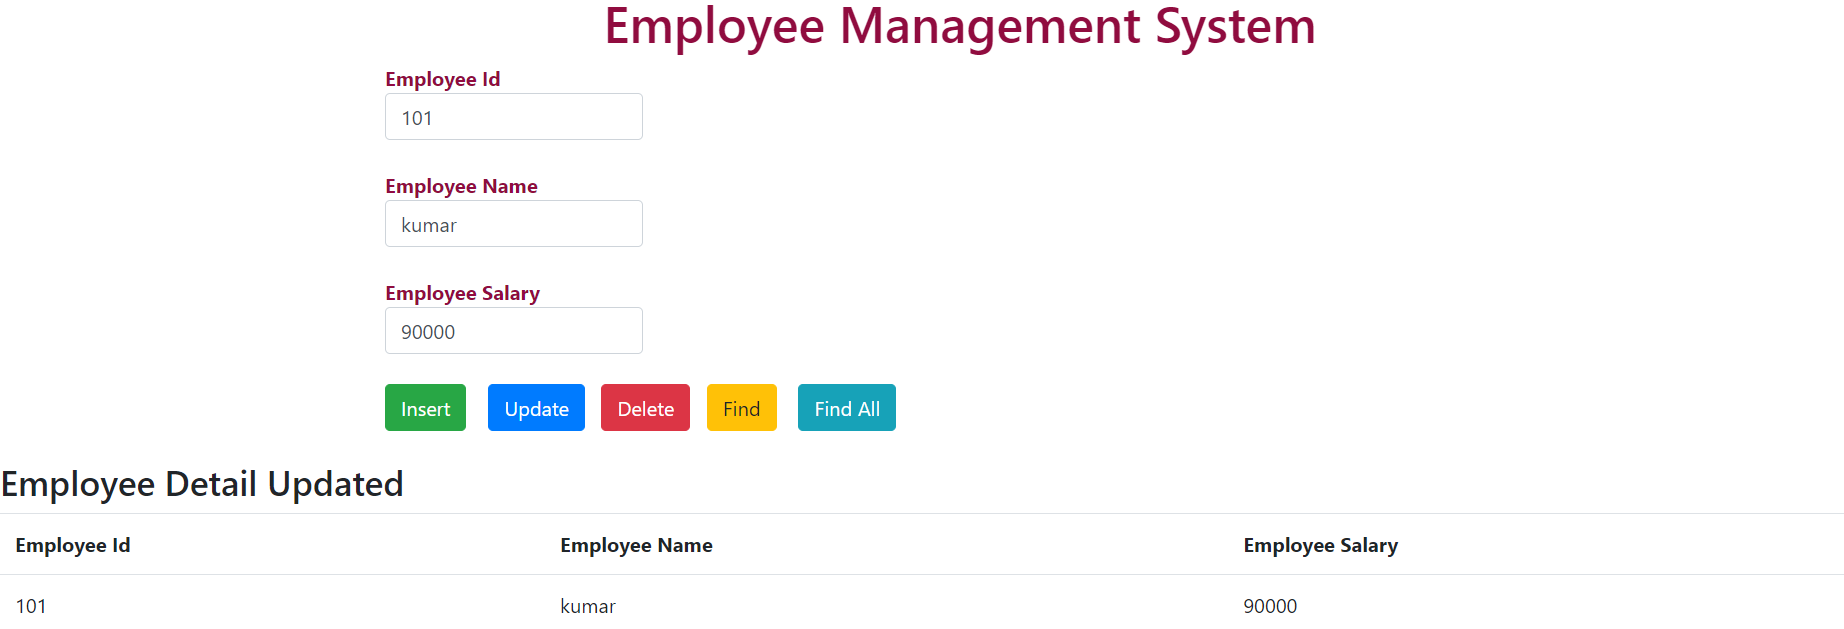 Employee Management System
Employee Id
101
Employee Name
kumar
Employee Salary
90000
Insert Update Delete Find Find All
Employee Detail Updated
Employee Id Employee Name Employee Salary
101 kumar 90000